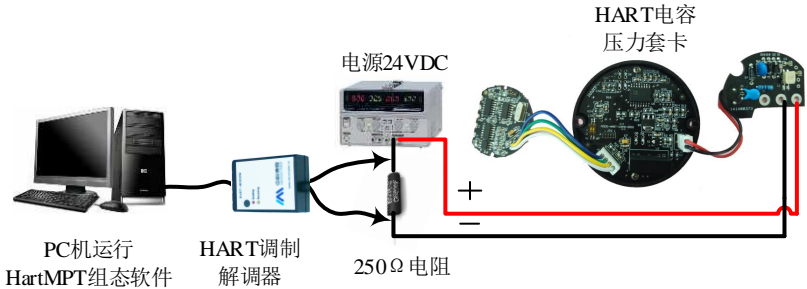 HART电容
压力套卡
电源24VDC
+
−
PC机运行
HartMPT组态软件
HART调制
解调器
250Ω电阻